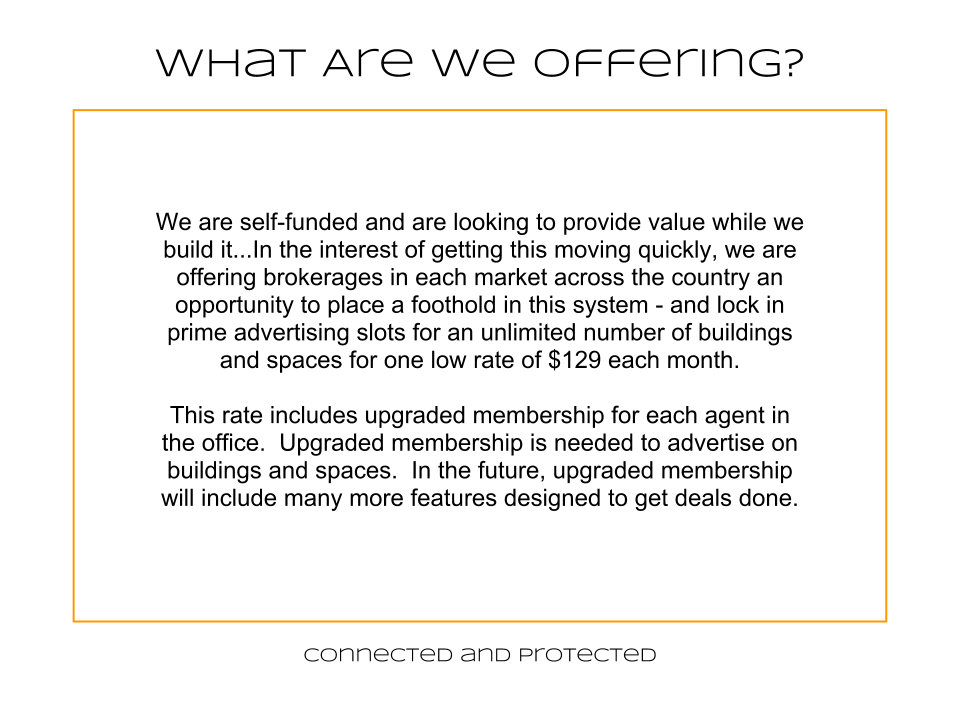 What Are We Offering?
We are self-funded and are looking to provide value while we
build it...In the interest of getting this moving quickly, we are
offering brokerages in each market across the country an
opportunity to place a foothold in this system - and lock in
prime advertising slots for an unlimited number of buildings
and spaces for one low rate of $129 each month.
This rate includes upgraded membership for each agent in
the office.  Upgraded membership is needed to advertise on
buildings and spaces.  In the future, upgraded membership
will include many more features designed to get deals done.
Connected and Protected